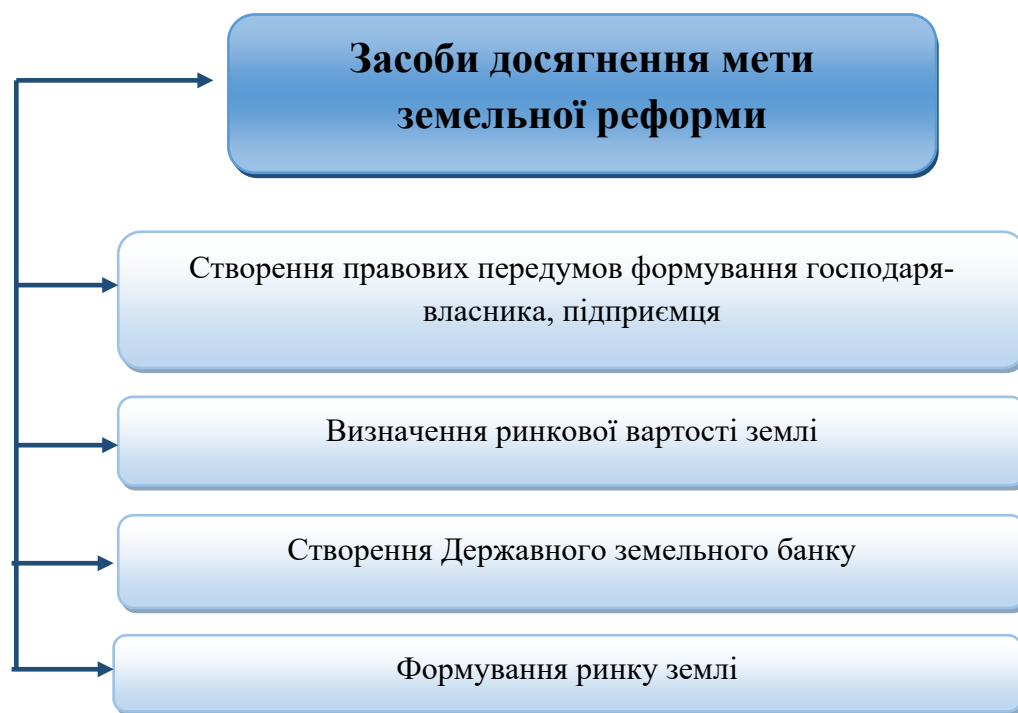 Засоби досягнення мети
земельної реформи
Створення правових передумов формування господаря-
власника, підприємця
Визначення ринкової вартості землі
Створення Державного земельного банку
Формування ринку землі